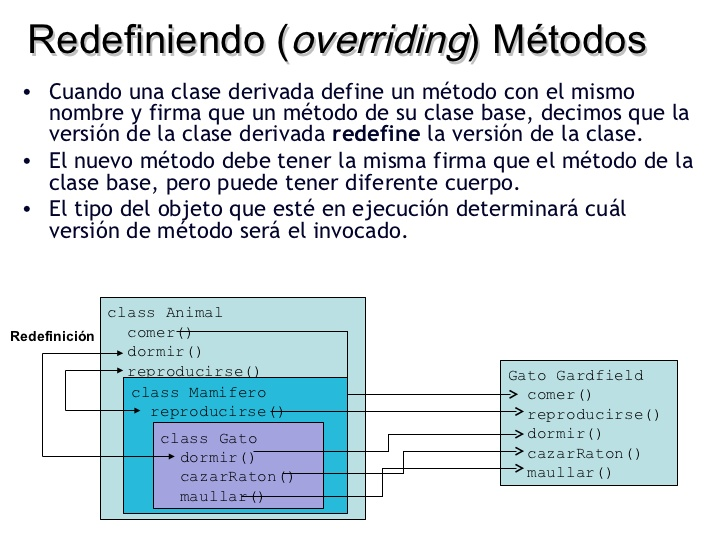 Redefiniendo (overriding) Métodos
• Cuando una clase derivada define un método con el mismo
nombre y firma que un método de su clase base, decimos que la
versión de la clase derivada redefine la versión de la clase.
• El nuevo método debe tener la misma firma que el método de la
clase base, pero puede tener diferente cuerpo.
• El tipo del objeto que esté en ejecución determinará cuál
versión de método será el invocado.
Redefinición
class Animal
comer()
dormir()
reproducirse()
class Mamifero
reproducirse()
class Gato
dormir()
cazarRaton()
maullar()
Gato Gardfield
comer()
reproducirse()
dormir()
cazarRaton()
maullar()